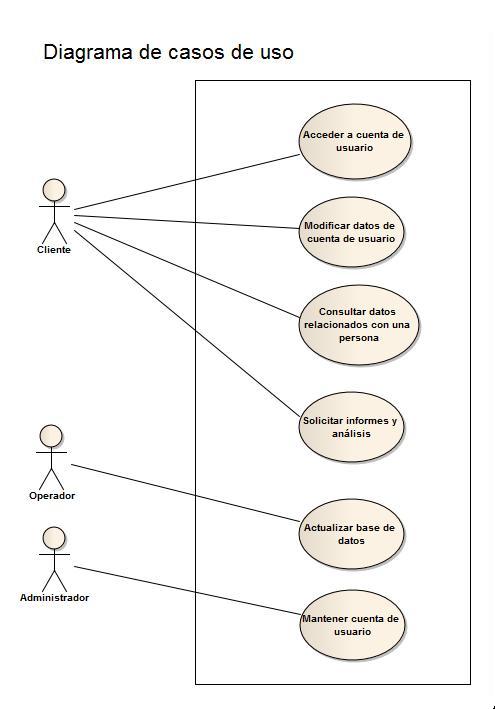 Diagrama de casos de uso
Acceder a cuenta de
usuario
Modificar datos de
cuenta de usuario
Cliente
Consultar datos
relacionados con una
persona
Solicitar informes y
análisis
Operador
Actualizar base de
datos
Administrador
Mantener cuenta de
usuario